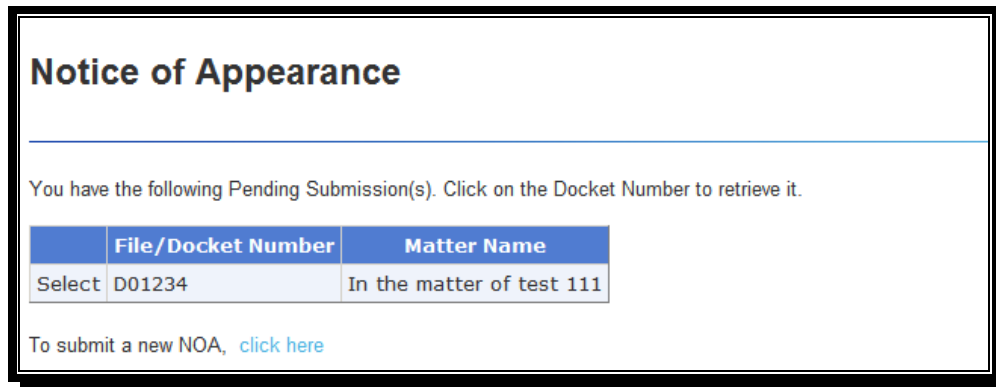 Notice of Appearance
You have the following Pending Submission(s). Click on the Docket Number to retrieve it.
File/Docket Number Matter Name
Select D01234 In the matter of test 111
To submit a new NOA, click here